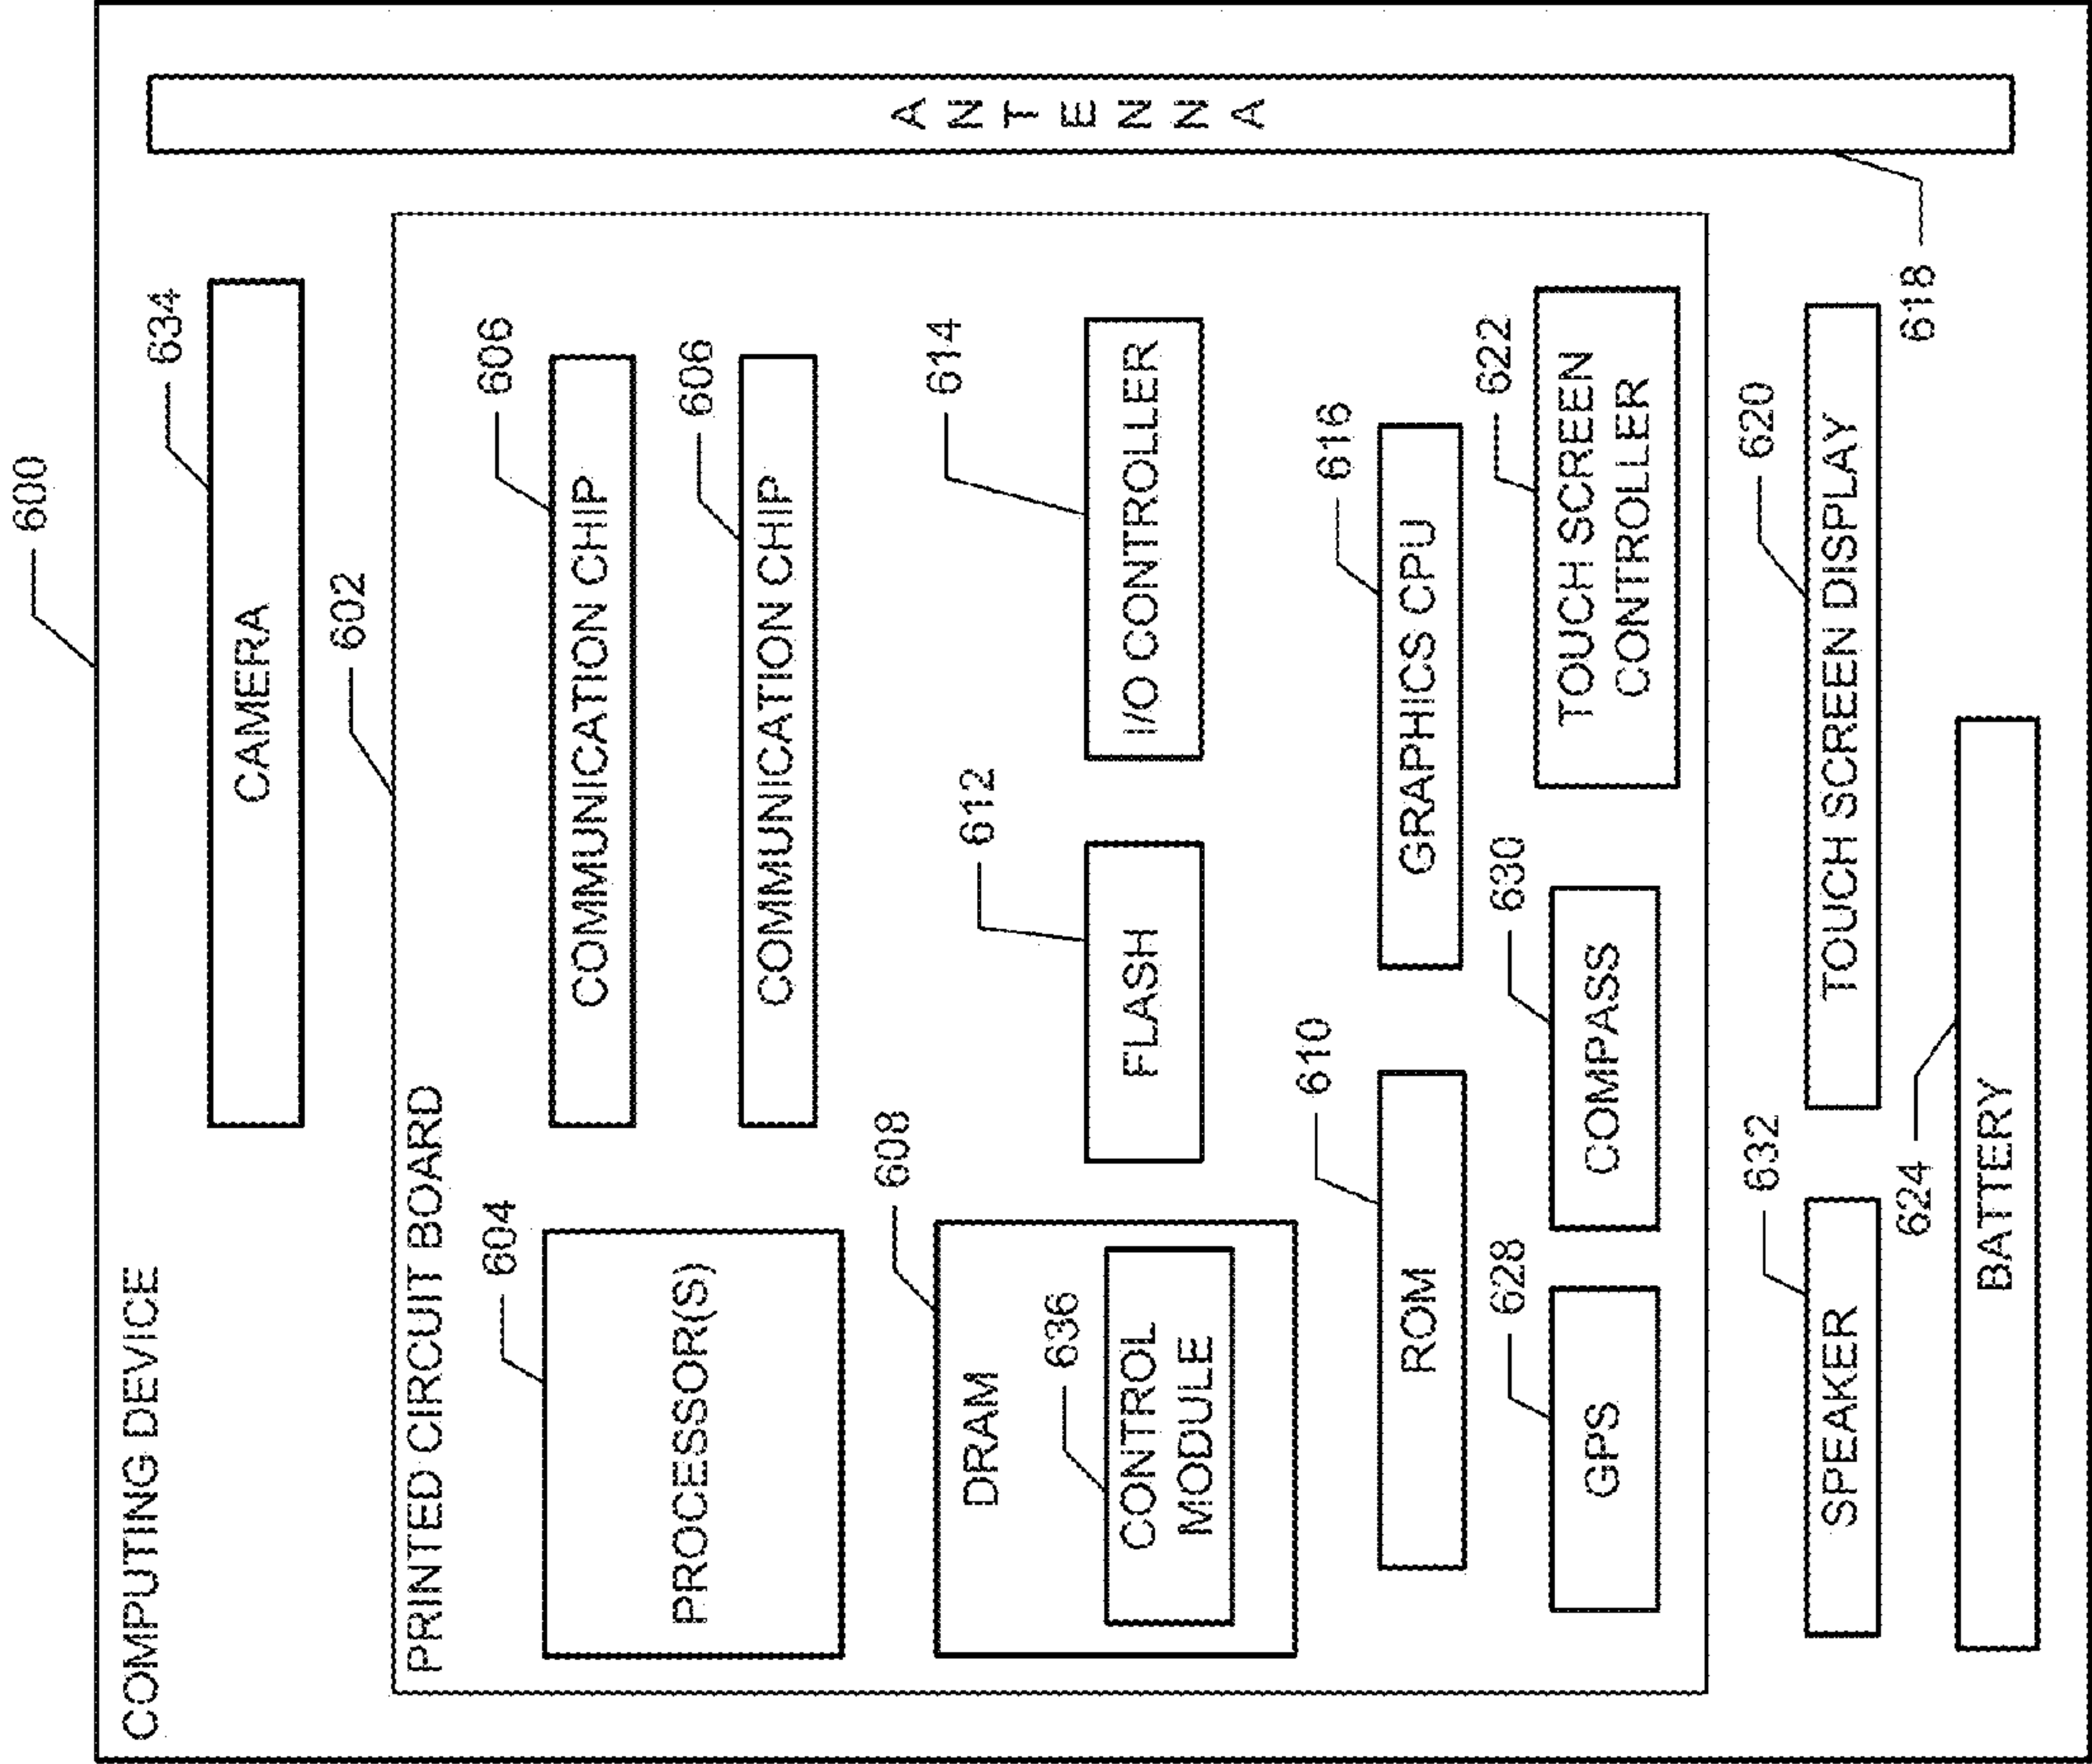 600
COMPUTING DEVICE
634
CAMERA
602
PRINTED CIRCUIT BOARD
604
PROCESSOR(S)
606
COMMUNICATION CHIP
606
COMMUNICATION CHIP
608
DRAM
636
CONTROL
MODULE
612
FLASH
614
I/O CONTROLLER
610
ROM
616
GRAPHICS CPU
628
GPS
630
COMPASS
622
TOUCH SCREEN
CONTROLLER
632
SPEAKER
620
TOUCH SCREEN DISPLAY
624
BATTERY
618
ANTENNA